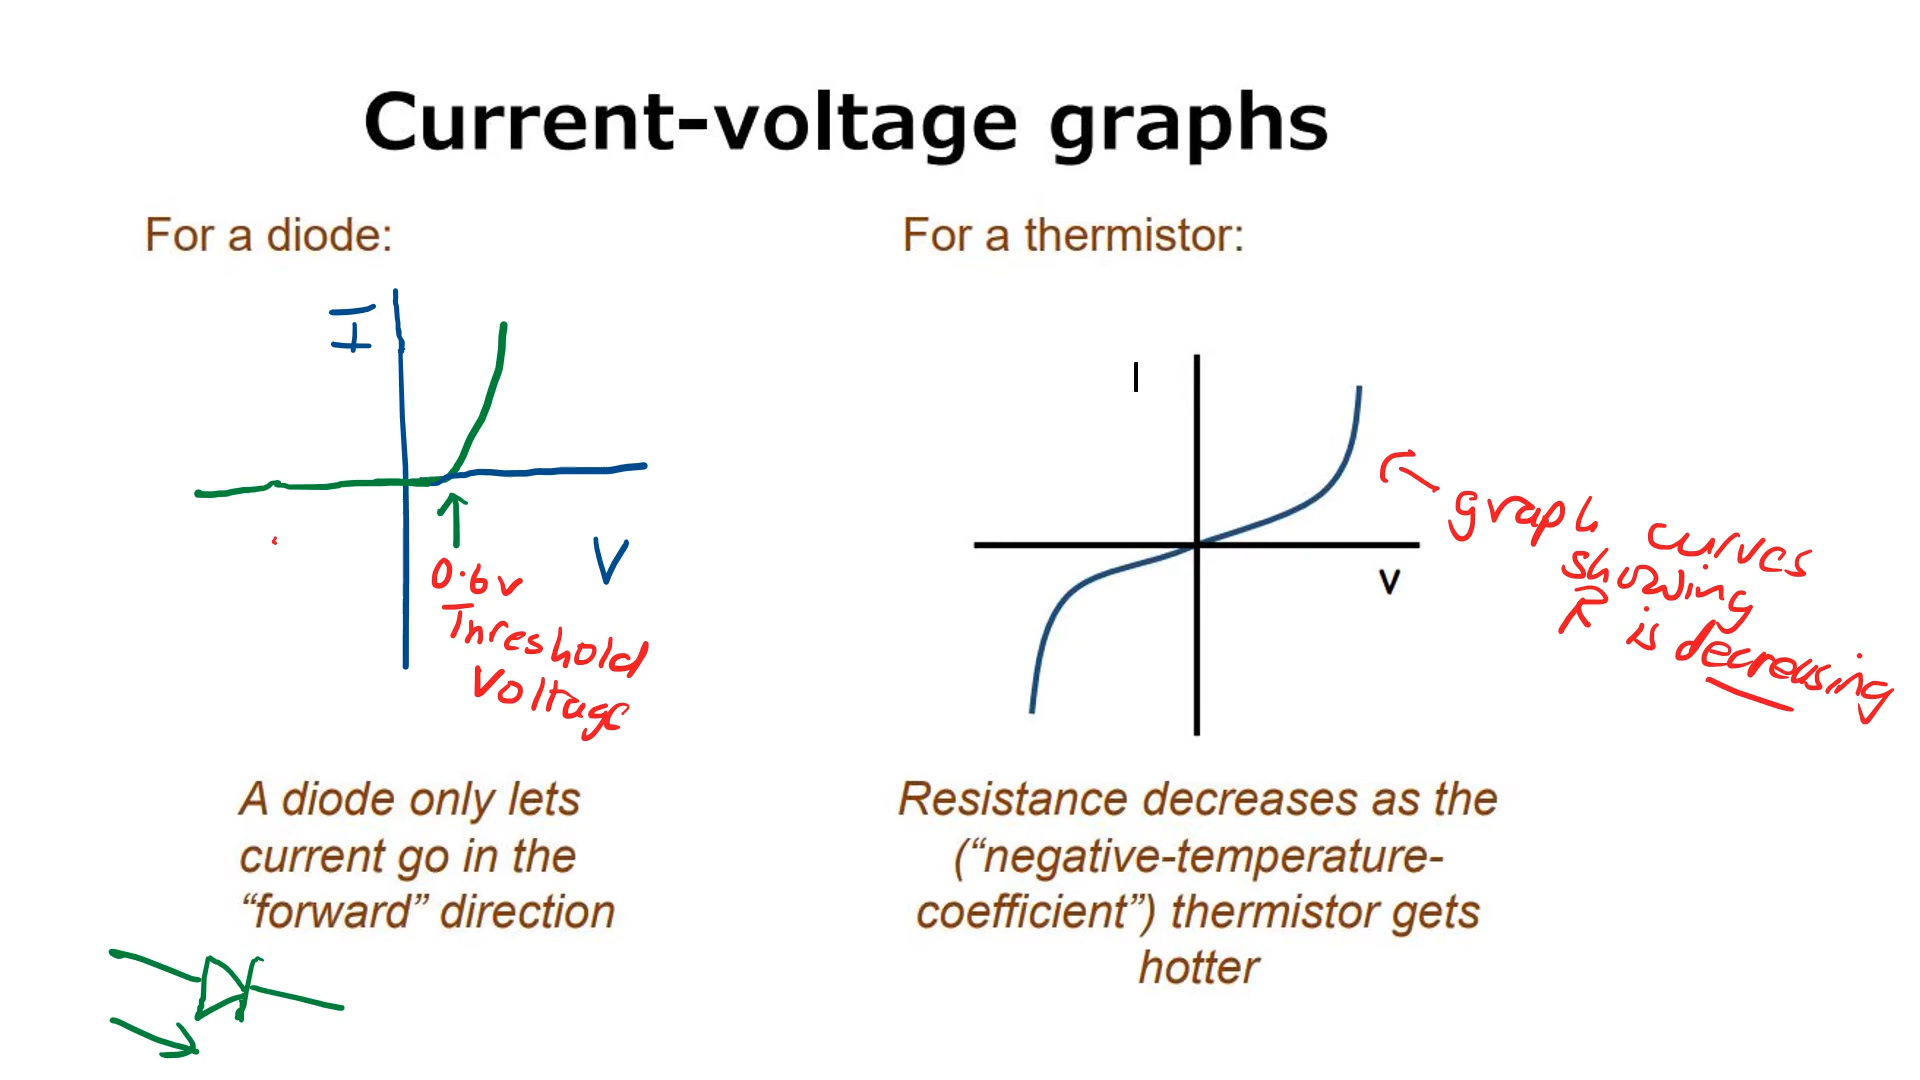 Current-voltage graphs
For a diode:
I
V
0.6v
Threshold
Voltage
A diode only lets
current go in the
“forward” direction
For a thermistor:
I
V
graph curves
showing
R is decreasing
Resistance decreases as the
(“negative-temperature-
coefficient”) thermistor gets
hotter